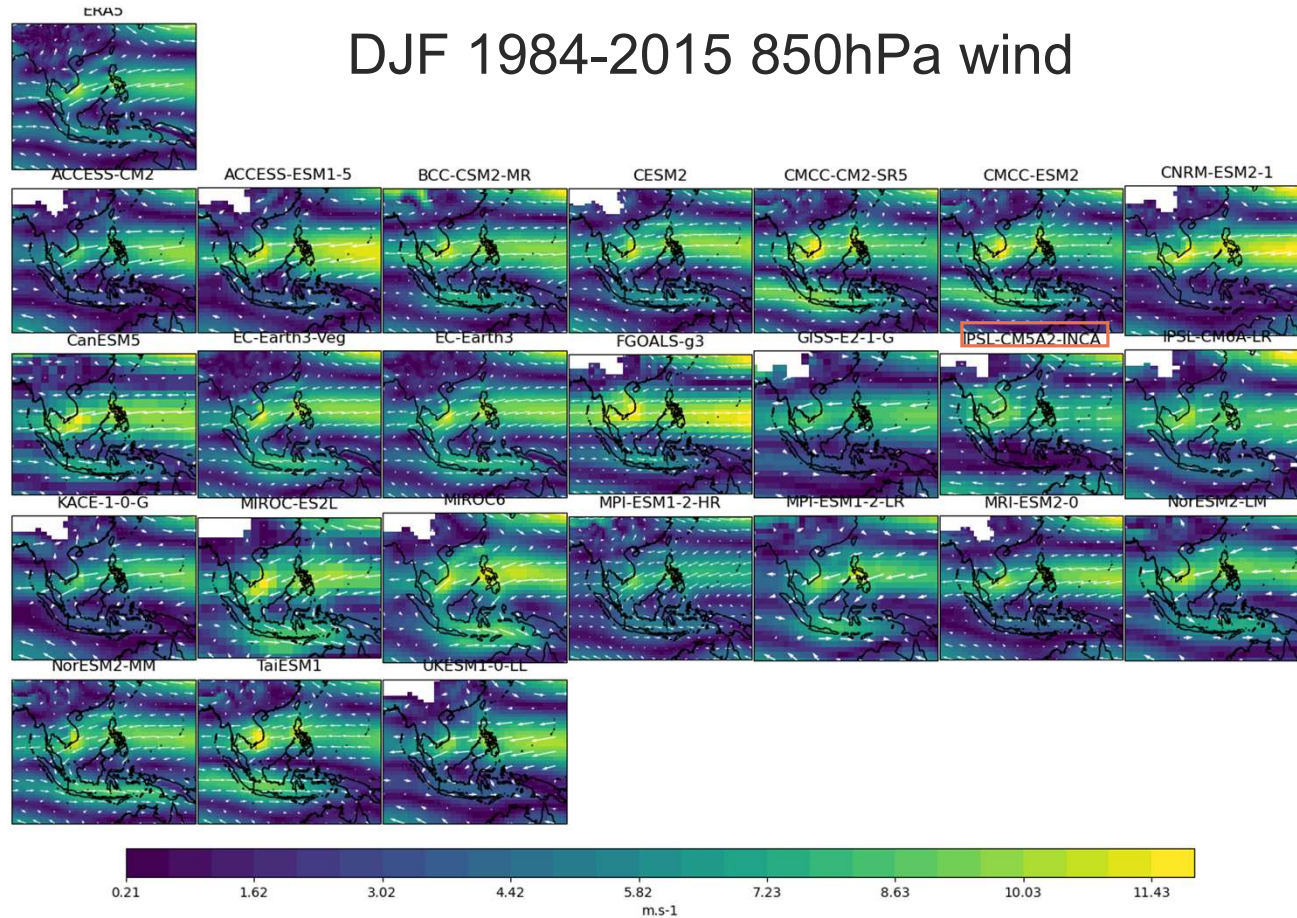 ERA5
DJF 1984-2015 850hPa wind
ACCESS-CM2 ACCESS-ESM1-5 BCC-CSM2-MR CESM2 CMCC-CM2-SR5 CMCC-ESM2 CNRM-ESM2-1
CanESM5 EC-Earth3-Veg EC-Earth3 FGOALS-g3 GISS-E2-1-G IPSL-CM5A2-INCA IPSL-CM6A-LR
KACE-1-0-G MIROC-ES2L MIROC6 MPI-ESM1-2-HR MPI-ESM1-2-LR MRI-ESM2-0 NorESM2-LM
NorESM2-MM TaiESM1 UKESM1-0-LL
0.21 1.62 3.02 4.42 5.82 7.23 8.63 10.03 11.43
m.s-1